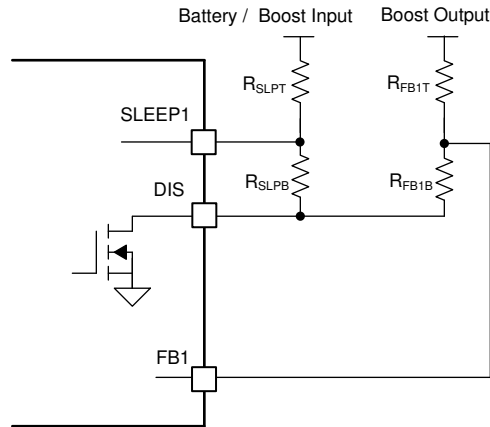 Battery / Boost Input
Boost Output
RSLPT
RFB1T
SLEEP1
RSLPB
RFB1B
DIS
FB1